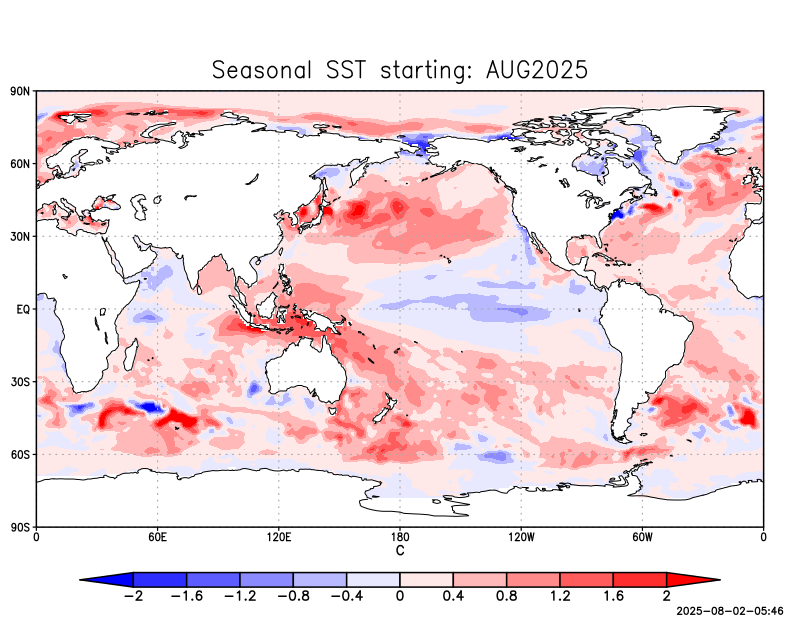 Seasonal SST starting: AUG2025
90N
60N
30N
EQ
30S
60S
90S
0 60E 120E 180 120W 60W 0
C
-2 -1.6 -1.2 -0.8 -0.4 0 0.4 0.8 1.2 1.6 2
2025-08-02-05:46